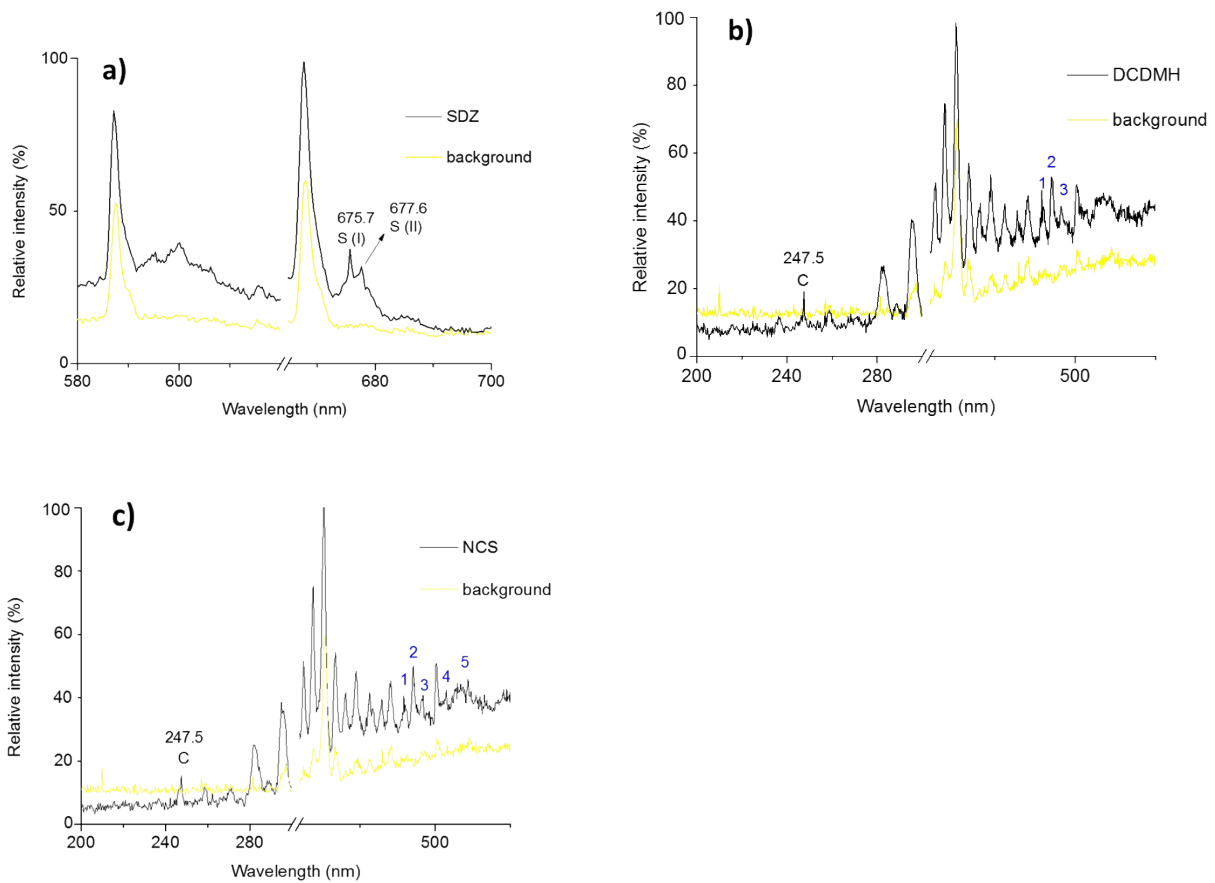 a)
100
50
0
Relative intensity (%)
SDZ
background
675.7
S (I)
677.6
S (II)
580
600
680
700
Wavelength (nm)
b)
100
80
60
40
20
0
Relative intensity (%)
DCDMH
background
247.5
C
1
2
3
200
240
280
500
Wavelength (nm)
c)
100
80
60
40
20
0
Relative intensity (%)
NCS
background
247.5
C
1
2
3
4
5
200
240
280
500
Wavelength (nm)